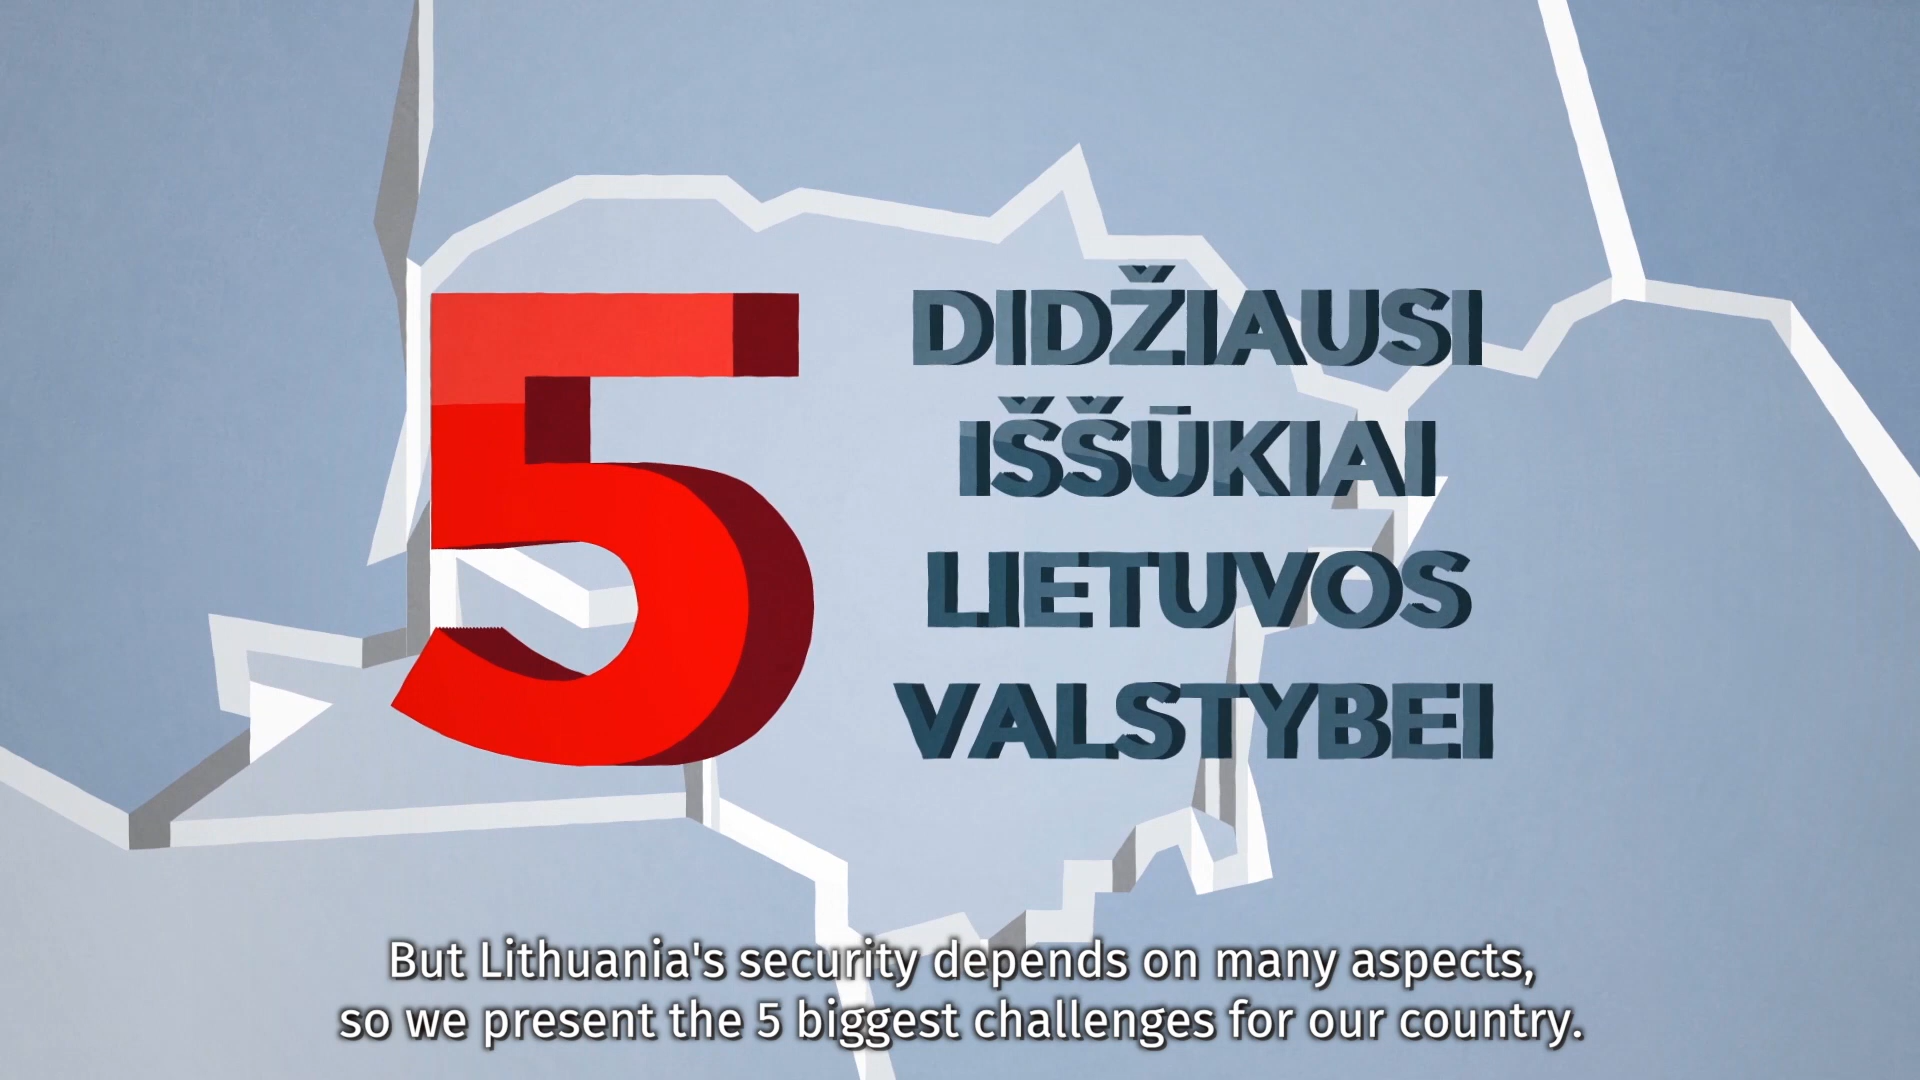 5
DIDŽIAUSI
IŠŠŪKIAI
LIETUVOS
VALSTYBEI
But Lithuania's security depends on many aspects,
so we present the 5 biggest challenges for our country.